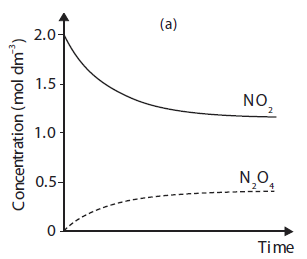 (a)
Concentration (mol dm⁻³)
2.0
1.5
1.0
0.5
0
NO₂
N₂O₄
Time